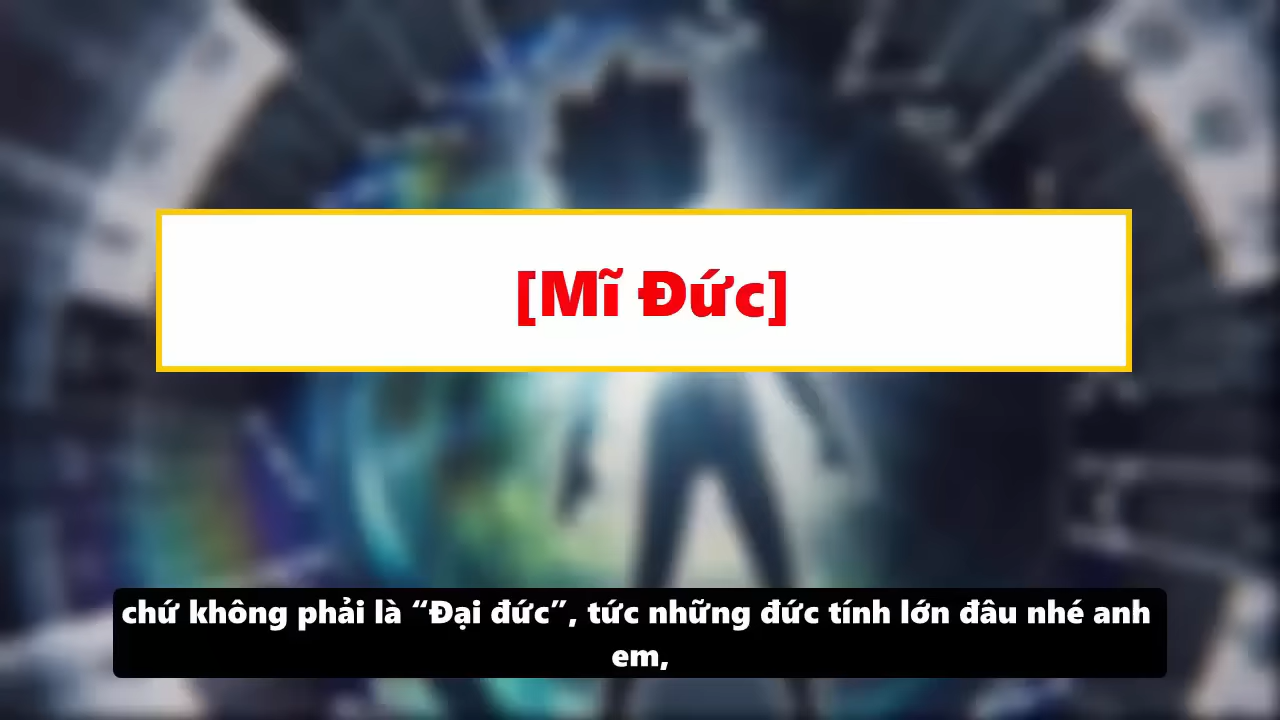 [Mĩ Đức]
chứ không phải là “Đại đức”, tức những đức tính lớn đâu nhé anh
em,